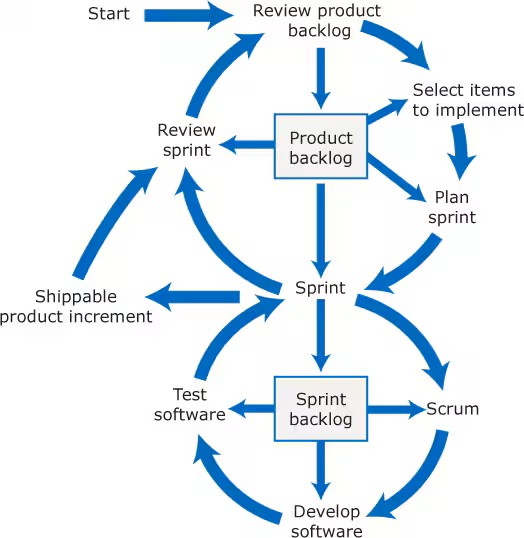 Start
Review product
backlog
Select items
to implement
Review
sprint
Product
backlog
Plan
sprint
Sprint
Shippable
product increment
Test
software
Sprint
backlog
Scrum
Develop
software